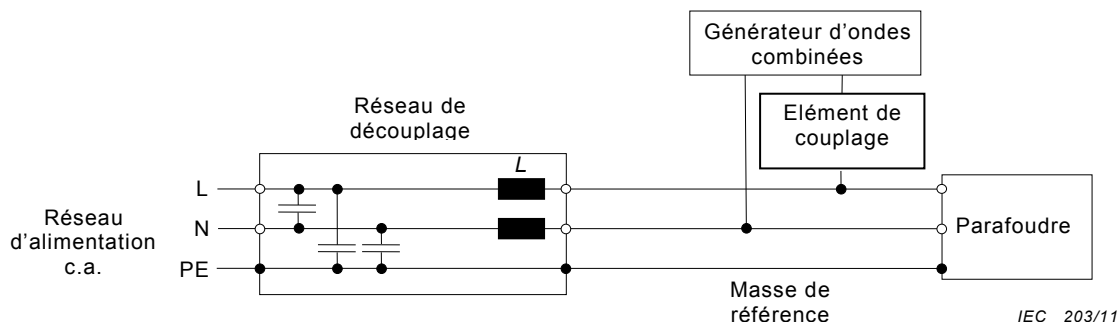 Générateur d'ondes
combinées
Elément de
couplage
Réseau de
découplage
L
L
N
PE
Réseau
d'alimentation
c.a.
Parafoudre
Masse de
référence
IEC 203/11